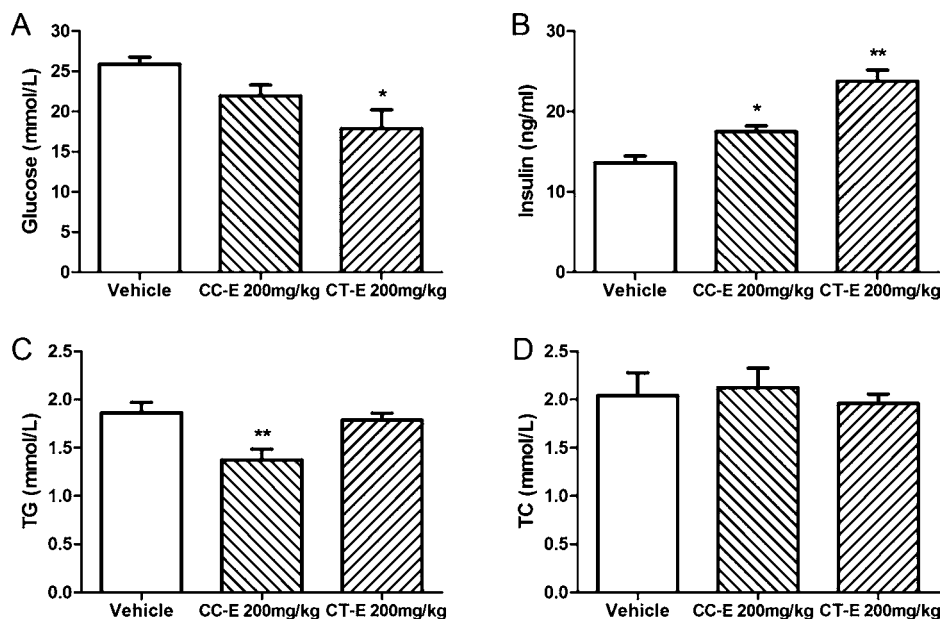 A
Glucose (mmol/L)
30
25
20
15
10
5
0
Vehicle CC-E 200mg/kg CT-E 200mg/kg
*
B
Insulin (ng/ml)
30
20
10
0
Vehicle CC-E 200mg/kg CT-E 200mg/kg
*
**
C
TG (mmol/L)
2.5
2.0
1.5
1.0
0.5
0.0
Vehicle CC-E 200mg/kg CT-E 200mg/kg
**
D
TC (mmol/L)
2.5
2.0
1.5
1.0
0.5
0.0
Vehicle CC-E 200mg/kg CT-E 200mg/kg